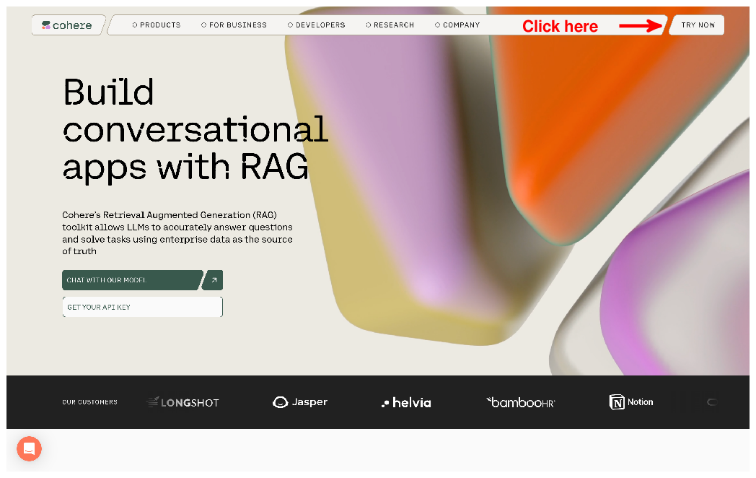 cohere
PRODUCTS
FOR BUSINESS
DEVELOPERS
RESEARCH
COMPANY
Click here
TRY NOW
Build
conversational
apps with RAG
Cohere's Retrieval Augmented Generation (RAG)
toolkit allows LLMs to accurately answer questions
and solve tasks using enterprise data as the source
of truth
CHAT WITH OUR MODEL
GET YOUR API KEY
OUR CUSTOMERS
LONGSHOT
Jasper
helvia
bambooHR
Notion